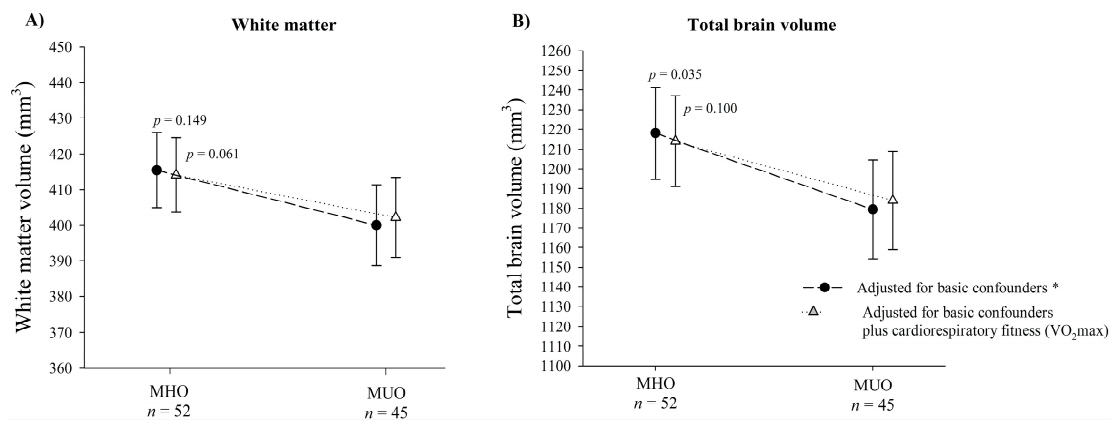 A)
White matter
White matter volume (mm³)
450
440
430
420
410
400
390
380
370
360
p = 0.149
p = 0.061
MHO
n = 52
MUO
n = 45
B)
Total brain volume
Total brain volume (mm³)
1260
1250
1240
1230
1220
1210
1200
1190
1180
1170
1160
1150
1140
1130
1120
1110
1100
p = 0.035
p = 0.100
Adjusted for basic confounders *
Adjusted for basic confounders
plus cardiorespiratory fitness (VO₂max)
MHO
n = 52
MUO
n = 45